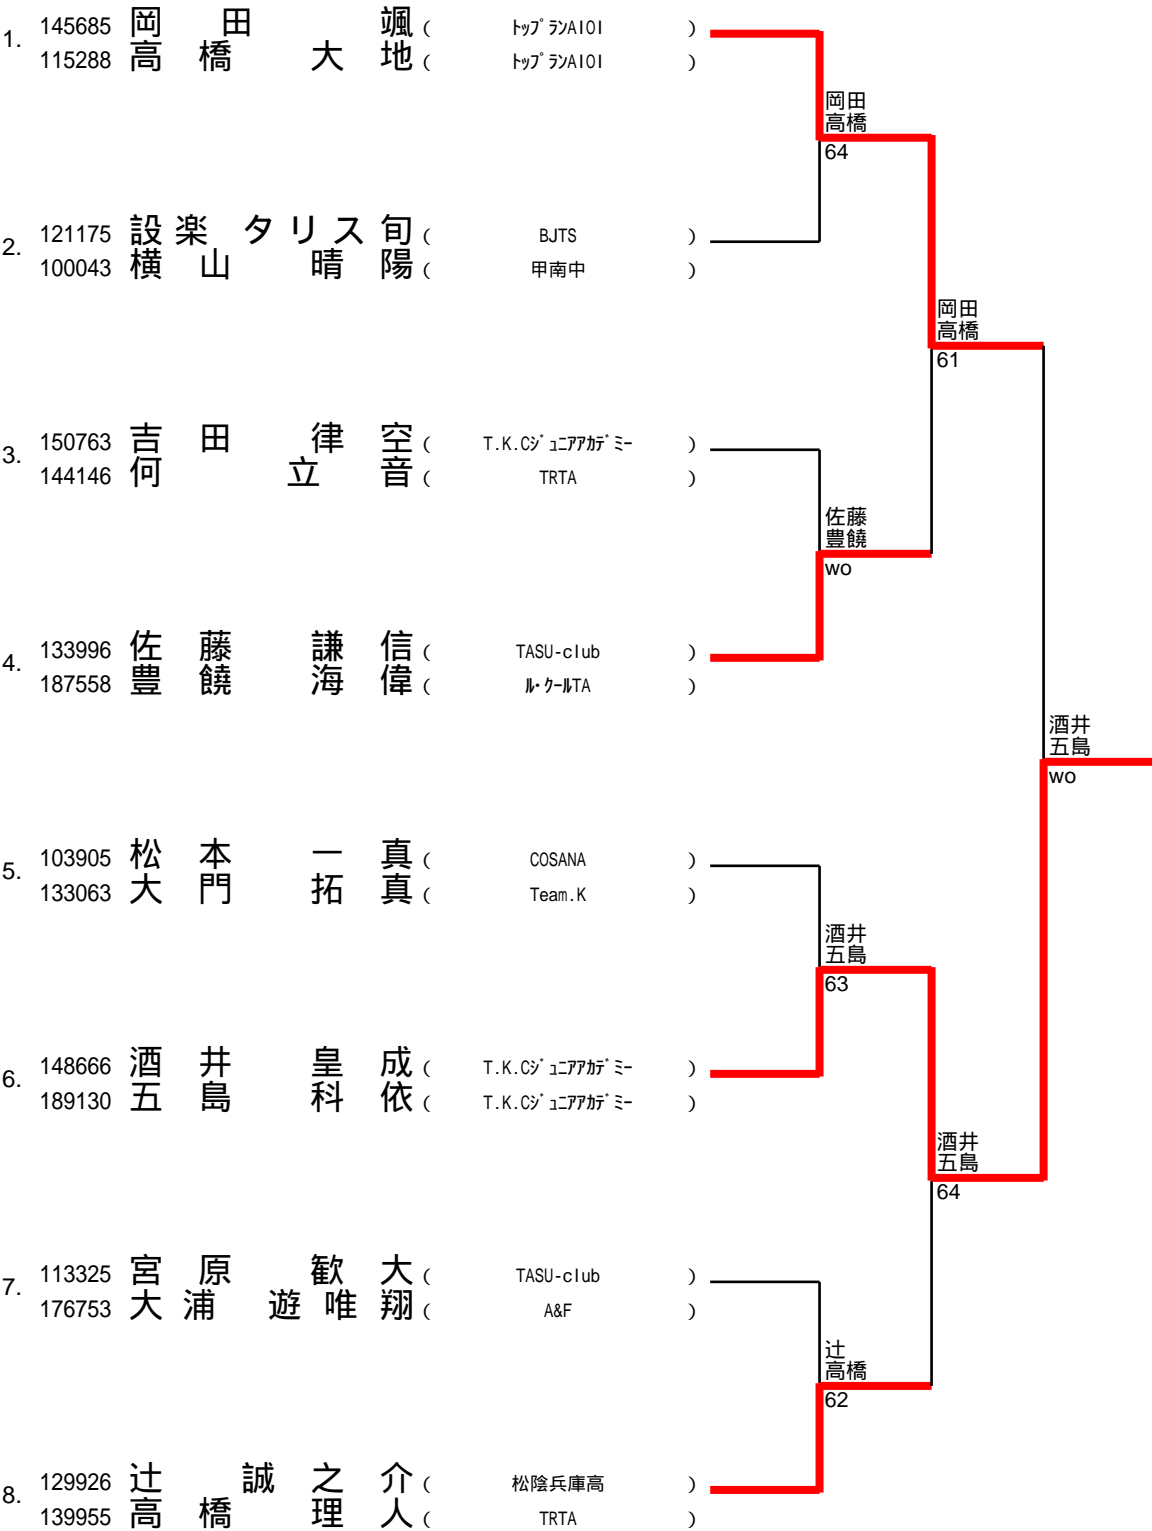 1. 145685 岡田 颯 ( トップランAIOI )
115288 高橋 大地 ( トップランAIOI )
岡田
高橋
64
2. 121175 設楽 タリス旬 ( BJTS )
100043 横山 晴陽 ( 甲南中 )
岡田
高橋
61
3. 150763 吉田 律空 ( T.K.Cジュニアアカデミー )
144146 何 立音 ( TRTA )
佐藤
豊饒
wo
4. 133996 佐藤 謙信 ( TASU-club )
187558 豊饒 海偉 ( ル・クールTA )
酒井
五島
wo
5. 103905 松本 一真 ( COSANA )
133063 大門 拓真 ( Team.K )
酒井
五島
63
6. 148666 酒井 皇成 ( T.K.Cジュニアアカデミー )
189130 五島 科依 ( T.K.Cジュニアアカデミー )
酒井
五島
64
7. 113325 宮原 歓大 ( TASU-club )
176753 大浦 遊唯翔 ( A&F )
辻
高橋
62
8. 129926 辻 誠之介 ( 松陰兵庫高 )
139955 高橋 理人 ( TRTA )